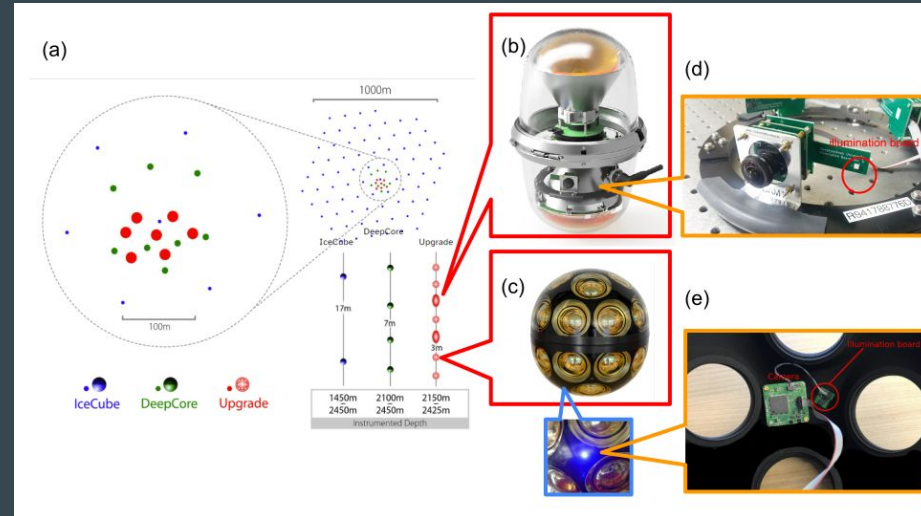 (a)
1000m
IceCube
DeepCore
Upgrade
17m
7m
3m
100m
IceCube
DeepCore
Upgrade
1450m
2450m
2100m
2450m
2150m
2425m
Instrumented Depth
(b)
(c)
(d)
illumination board
(e)
Camera
Illumination board